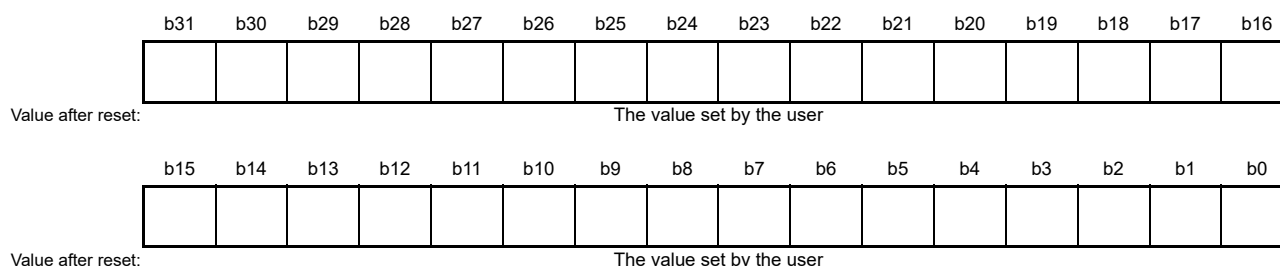 b31 b30 b29 b28 b27 b26 b25 b24 b23 b22 b21 b20 b19 b18 b17 b16
Value after reset: The value set by the user
b15 b14 b13 b12 b11 b10 b9 b8 b7 b6 b5 b4 b3 b2 b1 b0
Value after reset: The value set by the user